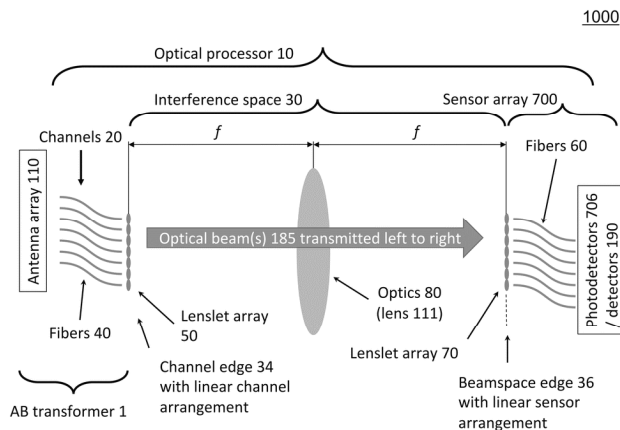 1000
Optical processor 10
Interference space 30
Sensor array 700
f
f
Channels 20
Fibers 60
Antenna array 110
Optical beam(s) 185 transmitted left to right
Photodetectors 706
/ detectors 190
Fibers 40
Lenslet array
50
Optics 80
(lens 111)
Lenslet array 70
Channel edge 34
with linear channel
arrangement
Beamspace edge 36
with linear sensor
arrangement
AB transformer 1